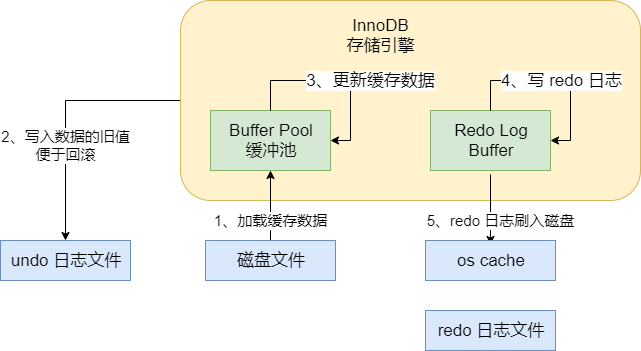 InnoDB
存储引擎
3、更新缓存数据
4、写 redo 日志
2、写入数据的旧值
便于回滚
Buffer Pool
缓冲池
Redo Log
Buffer
1、加载缓存数据
5、redo 日志刷入磁盘
undo 日志文件
磁盘文件
os cache
redo 日志文件